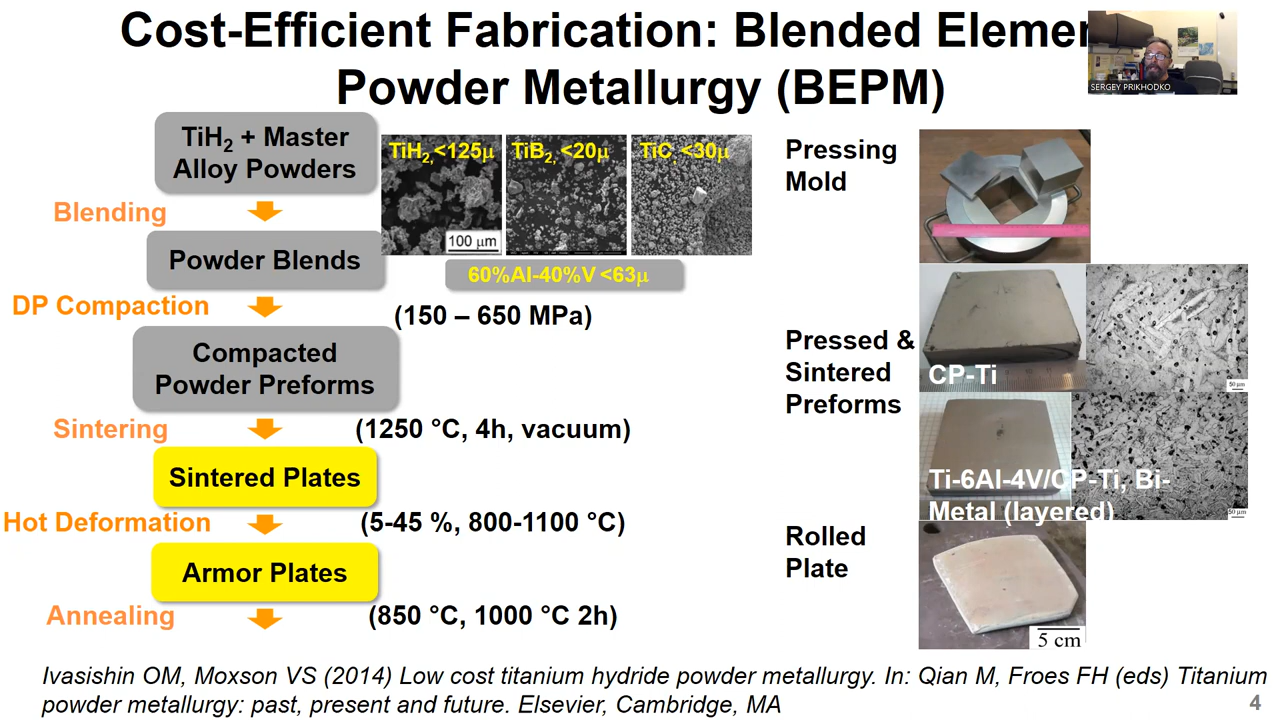 Cost-Efficient Fabrication: Blended Elemen
Powder Metallurgy (BEPM)
SERGEY PRIKHODKO
TiH2 + Master
Alloy Powders
Blending
Powder Blends
DP Compaction
(150 – 650 MPa)
Compacted
Powder Preforms
Sintering
(1250 °C, 4h, vacuum)
Sintered Plates
Hot Deformation
(5-45 %, 800-1100 °C)
Armor Plates
Annealing
(850 °C, 1000 °C 2h)
TiH2, <125μ
TiB2, <20μ
TiC, <30μ
100 μm
60%Al-40%V <63μ
Pressing
Mold
Pressed &
Sintered
Preforms
CP-Ti
50 μm
Ti-6Al-4V/CP-Ti, Bi-
Metal (layered)
50 μm
Rolled
Plate
5 cm
Ivasishin OM, Moxson VS (2014) Low cost titanium hydride powder metallurgy. In: Qian M, Froes FH (eds) Titanium
powder metallurgy: past, present and future. Elsevier, Cambridge, MA
4